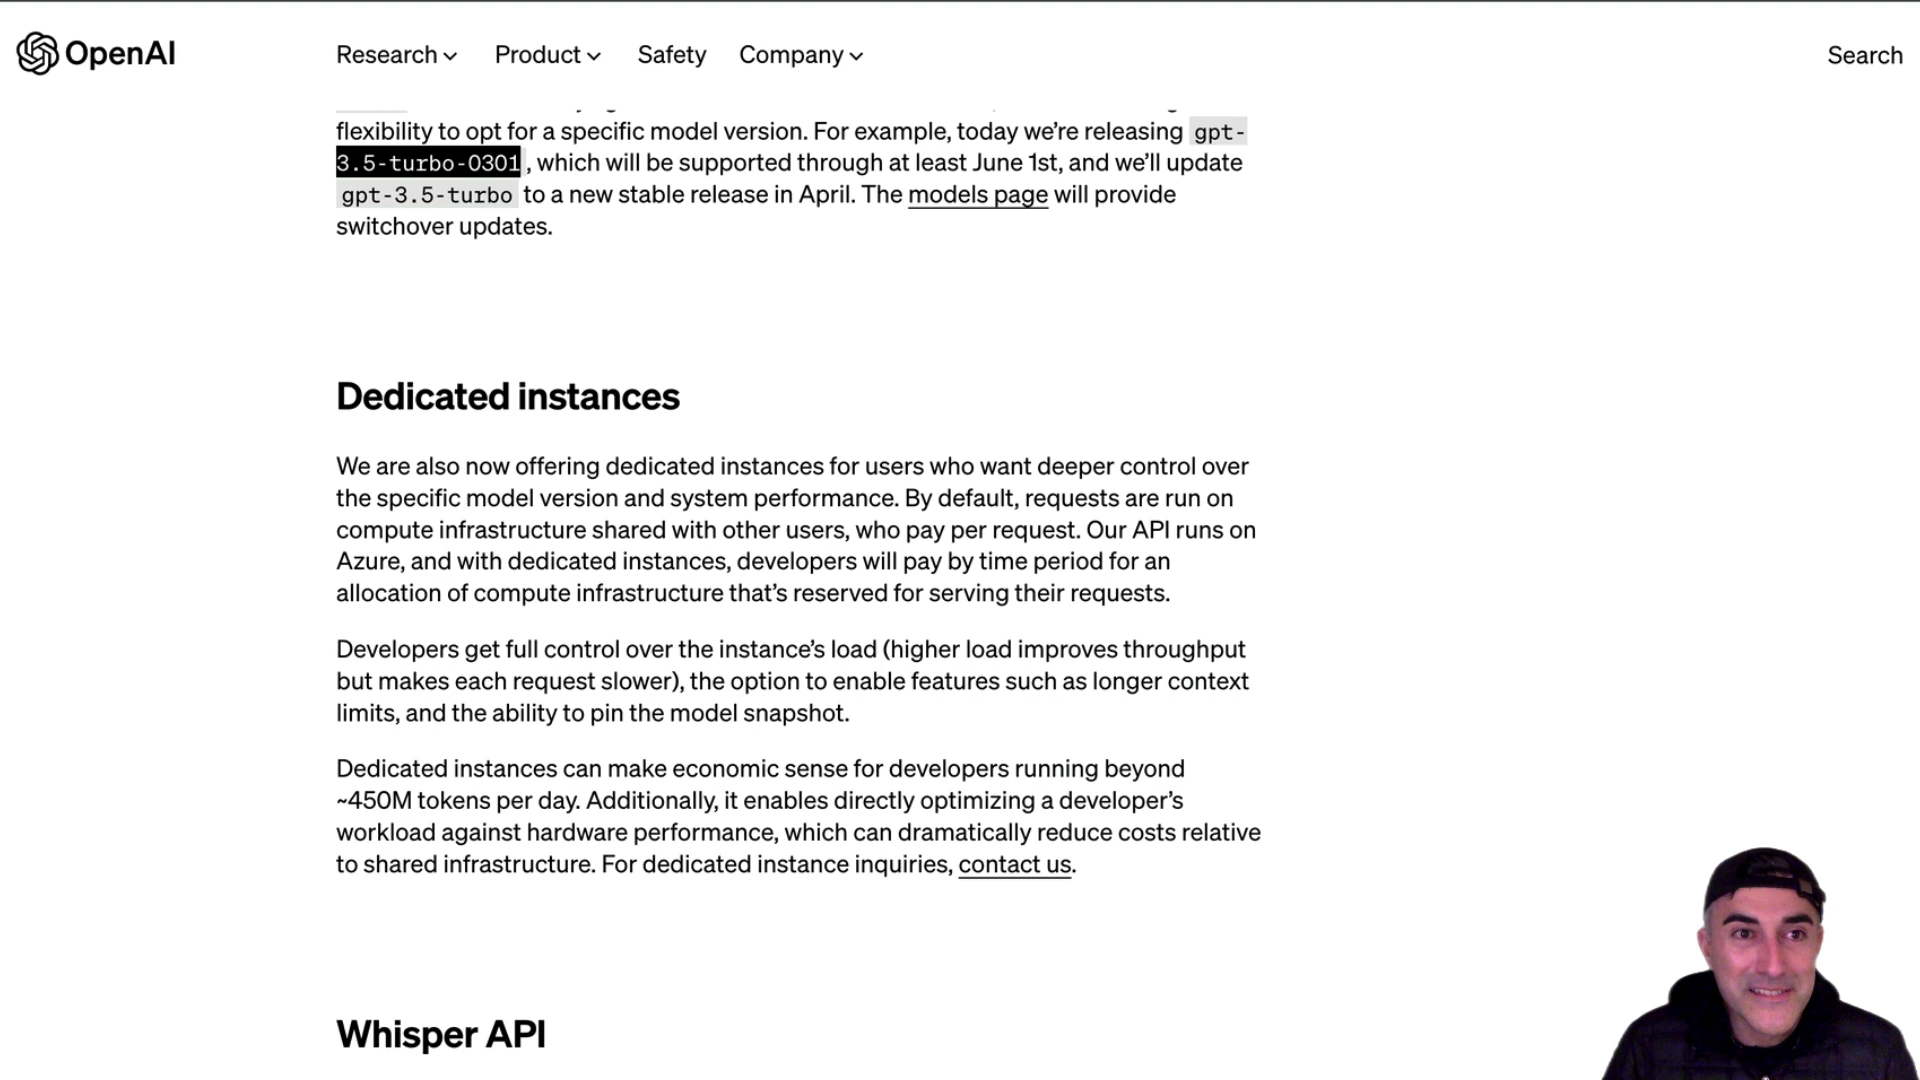 OpenAI
Research
Product
Safety
Company
Search
flexibility to opt for a specific model version. For example, today we’re releasing gpt-
3.5-turbo-0301, which will be supported through at least June 1st, and we’ll update
gpt-3.5-turbo to a new stable release in April. The models page will provide
switchover updates.
Dedicated instances
We are also now offering dedicated instances for users who want deeper control over
the specific model version and system performance. By default, requests are run on
compute infrastructure shared with other users, who pay per request. Our API runs on
Azure, and with dedicated instances, developers will pay by time period for an
allocation of compute infrastructure that’s reserved for serving their requests.
Developers get full control over the instance’s load (higher load improves throughput
but makes each request slower), the option to enable features such as longer context
limits, and the ability to pin the model snapshot.
Dedicated instances can make economic sense for developers running beyond
~450M tokens per day. Additionally, it enables directly optimizing a developer’s
workload against hardware performance, which can dramatically reduce costs relative
to shared infrastructure. For dedicated instance inquiries, contact us.
Whisper API